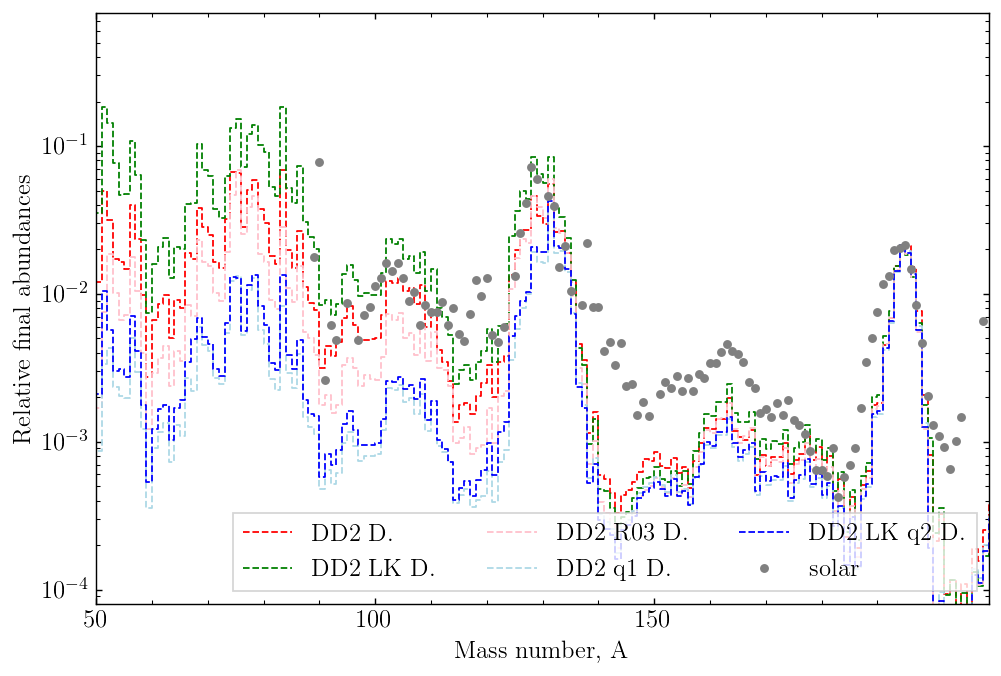 Relative final abundances
10⁻¹
10⁻²
10⁻³
10⁻⁴
DD2 D.
DD2 LK D.
DD2 R03 D.
DD2 q1 D.
DD2 LK q2 D.
solar
50
100
150
Mass number, A